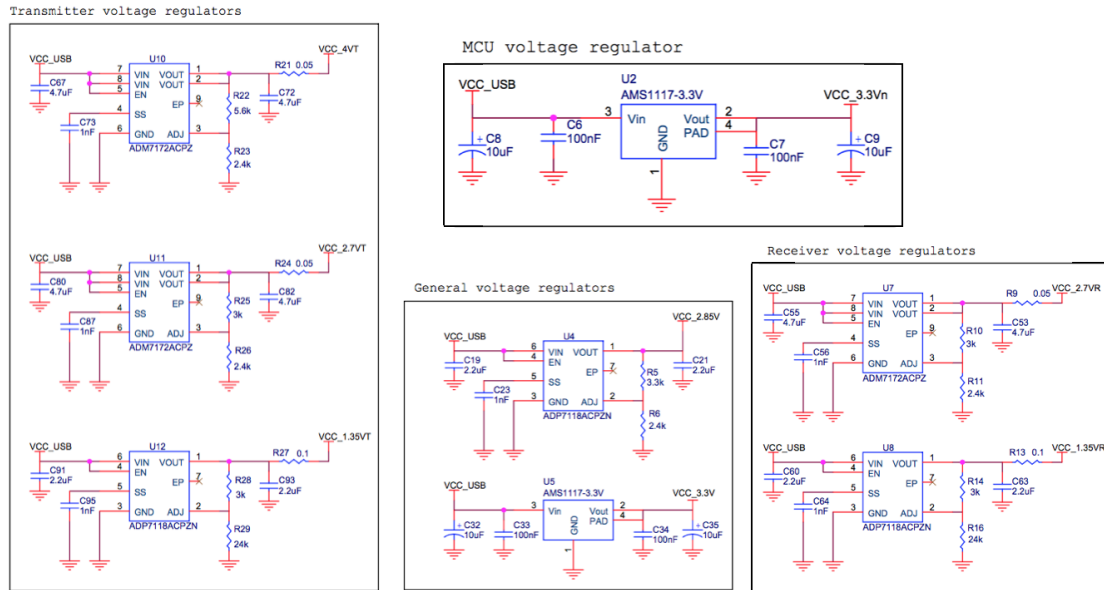 Transmitter voltage regulators
VCC_USB
U10
R21 0.05
VCC_4VT
7 VIN VOUT 1
8 VIN VOUT 2
5 EN
EP 9
C67
4.7uF
R22
5.6k
C72
4.7uF
4 SS
C73
1nF
6 GND ADJ 3
ADM7172ACPZ
R23
2.4k
VCC_USB
U11
R24 0.05
VCC_2.7VT
7 VIN VOUT 1
8 VIN VOUT 2
5 EN
EP 9
C80
4.7uF
R25
3k
C82
4.7uF
4 SS
C87
1nF
6 GND ADJ 3
ADM7172ACPZ
R26
2.4k
VCC_USB
U12
R27 0.1
VCC_1.35VT
6 VIN VOUT 1
4 EN
EP 7
C91
2.2uF
R28
3k
C93
2.2uF
5 SS
C95
1nF
3 GND ADJ 2
ADP7118ACPZN
R29
24k
MCU voltage regulator
VCC_USB
U2
AMS1117-3.3V
VCC_3.3Vn
3 Vin Vout 2
PAD 4
GND
1
C8
10uF
C6
100nF
C7
100nF
C9
10uF
General voltage regulators
VCC_USB
U4
VCC_2.85V
6 VIN VOUT 1
4 EN
EP 7
C19
2.2uF
R5
3.3k
C21
2.2uF
5 SS
C23
1nF
3 GND ADJ 2
ADP7118ACPZN
R6
2.4k
VCC_USB
U5
AMS1117-3.3V
VCC_3.3V
3 Vin Vout 2
PAD 4
GND
1
C32
10uF
C33
100nF
C34
100nF
C35
10uF
Receiver voltage regulators
VCC_USB
U7
R9 0.05
VCC_2.7VR
7 VIN VOUT 1
8 VIN VOUT 2
5 EN
EP 9
C55
4.7uF
R10
3k
C53
4.7uF
4 SS
C56
1nF
6 GND ADJ 3
ADM7172ACPZ
R11
2.4k
VCC_USB
U8
R13 0.1
VCC_1.35VR
6 VIN VOUT 1
4 EN
EP 7
C60
2.2uF
R14
3k
C63
2.2uF
5 SS
C64
1nF
3 GND ADJ 2
ADP7118ACPZN
R16
24k